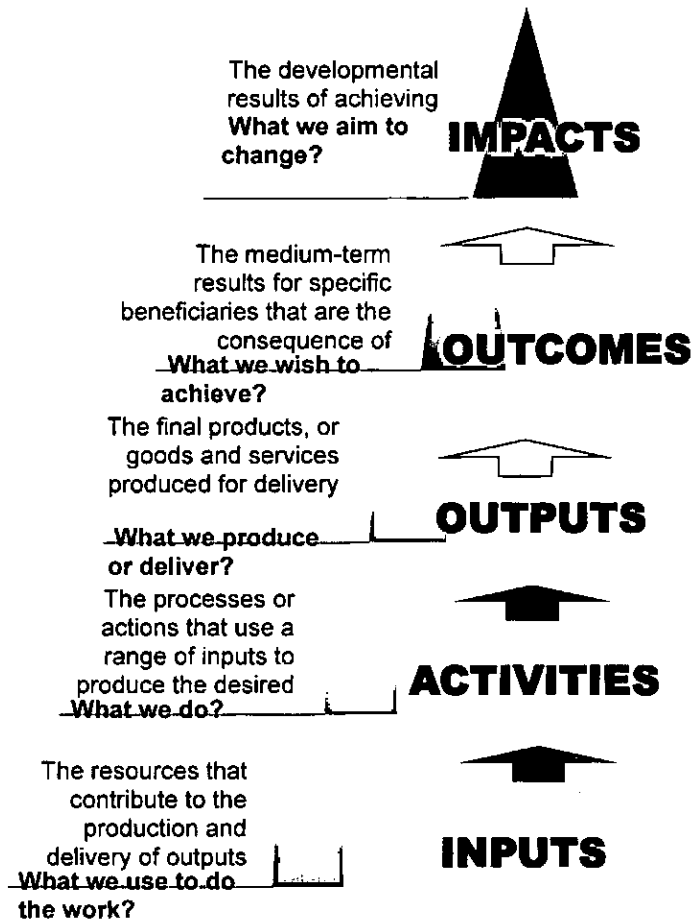 The developmental
results of achieving
What we aim to
change?
IMPACTS
The medium-term
results for specific
beneficiaries that are the
consequence of
What we wish to
achieve?
OUTCOMES
The final products, or
goods and services
produced for delivery
What we produce
or deliver?
OUTPUTS
The processes or
actions that use a
range of inputs to
produce the desired
What we do?
ACTIVITIES
The resources that
contribute to the
production and
delivery of outputs
What we use to do
the work?
INPUTS